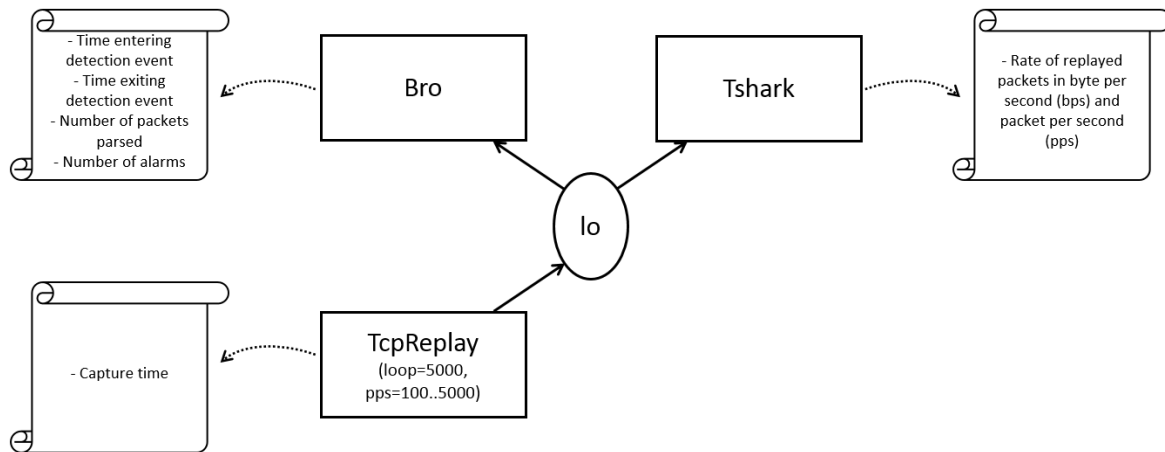 - Time entering
detection event
- Time exiting
detection event
- Number of packets
parsed
- Number of alarms
Bro
Tshark
- Rate of replayed
packets in byte per
second (bps) and
packet per second
(pps)
lo
TcpReplay
(loop=5000,
pps=100..5000)
- Capture time